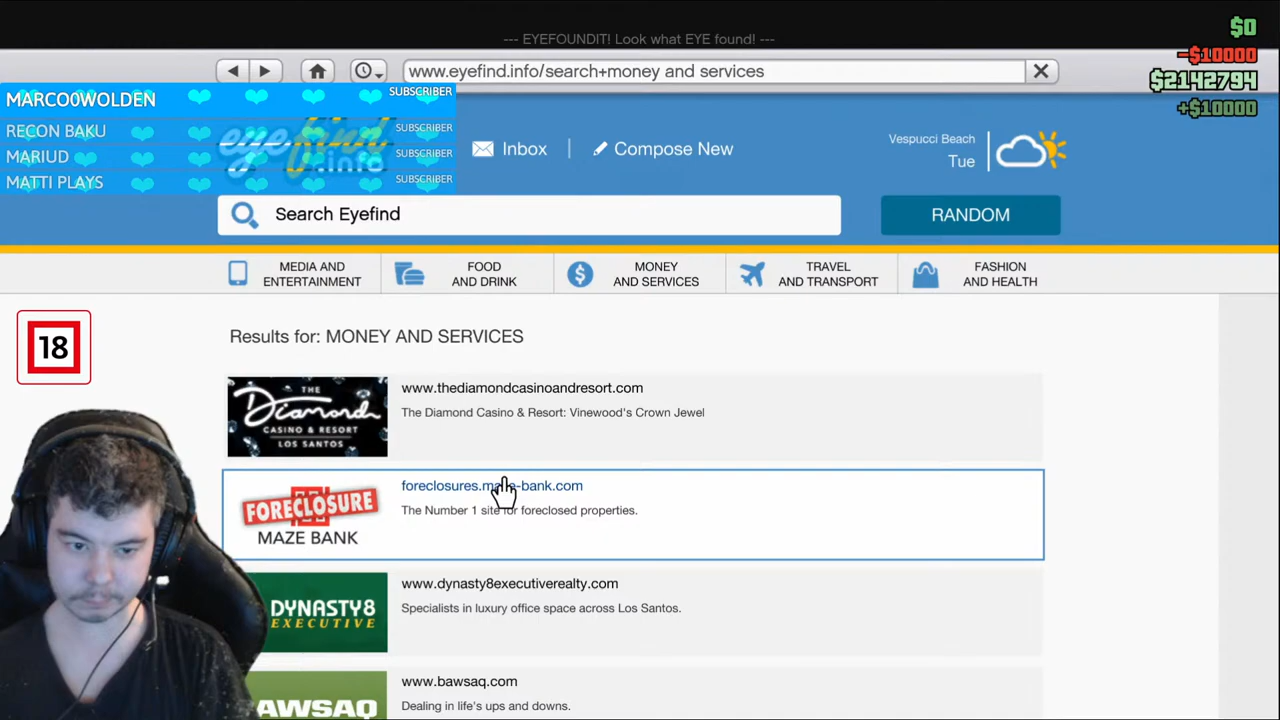 --- EYEFOUNDIT! Look what EYE found! ---
$0
-$10000
$2142794
+$10000
www.eyefind.info/search+money and services
MARCO0WOLDEN SUBSCRIBER
RECON BAKU SUBSCRIBER
MARIUD SUBSCRIBER
MATTI PLAYS SUBSCRIBER
eyefind
.info
Inbox
Compose New
Vespucci Beach
Tue
Search Eyefind
RANDOM
MEDIA AND
ENTERTAINMENT
FOOD
AND DRINK
MONEY
AND SERVICES
TRAVEL
AND TRANSPORT
FASHION
AND HEALTH
18
Results for: MONEY AND SERVICES
THE
Diamond
CASINO & RESORT
LOS SANTOS
www.thediamondcasinoandresort.com
The Diamond Casino & Resort: Vinewood's Crown Jewel
FORECLOSURE
MAZE BANK
foreclosures.maze-bank.com
The Number 1 site for foreclosed properties.
DYNASTY8
EXECUTIVE
www.dynasty8executiverealty.com
Specialists in luxury office space across Los Santos.
AWSAQ
www.bawsaq.com
Dealing in life's ups and downs.